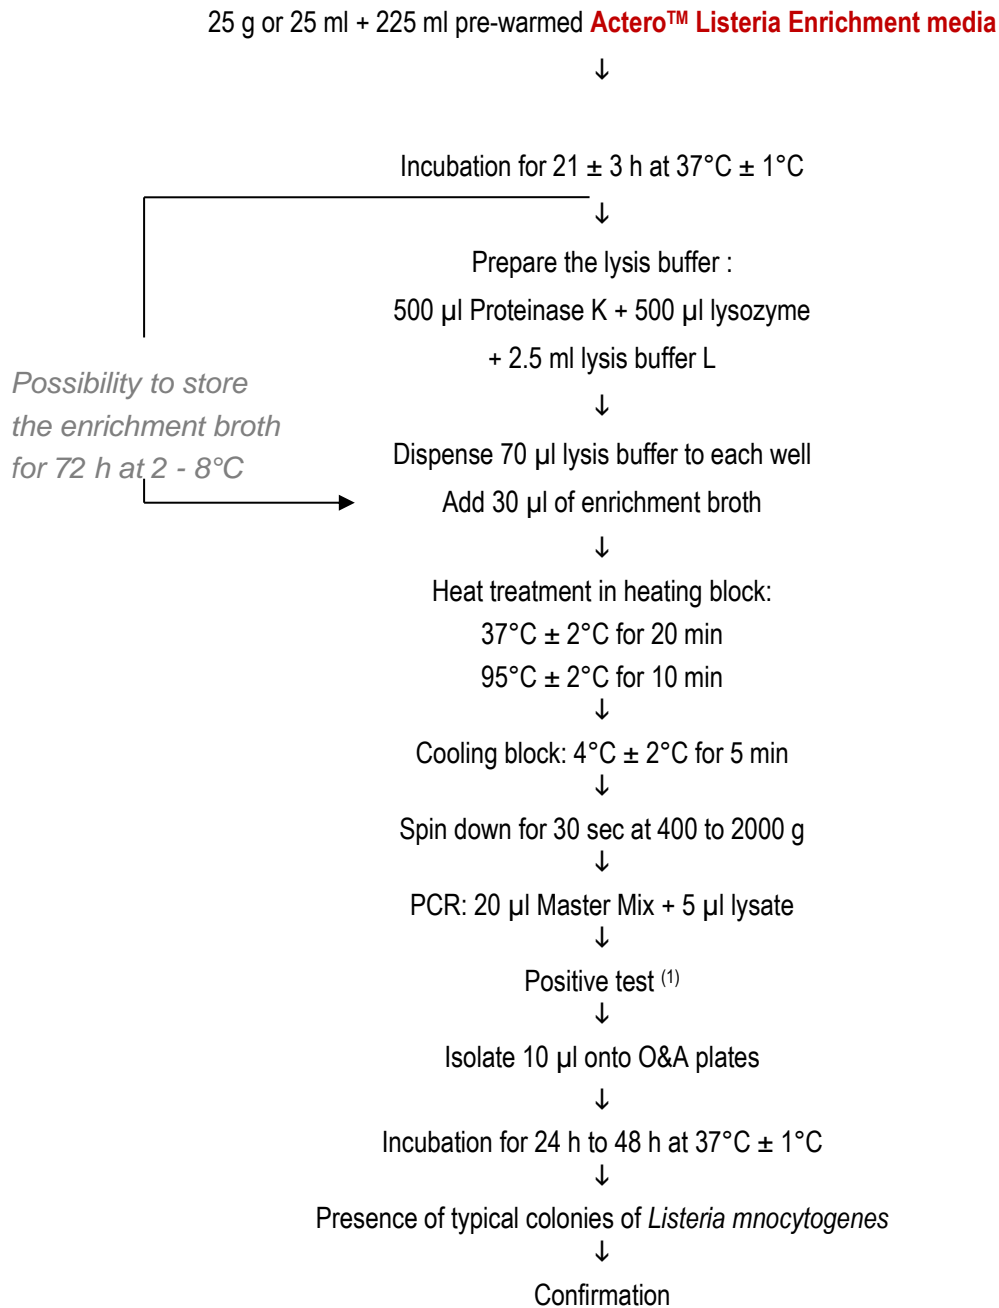 25 g or 25 ml + 225 ml pre-warmed Actero™ Listeria Enrichment media
↓
Incubation for 21 ± 3 h at 37°C ± 1°C
↓
Prepare the lysis buffer :
500 µl Proteinase K + 500 µl lysozyme
+ 2.5 ml lysis buffer L
↓
Possibility to store
the enrichment broth
for 72 h at 2 - 8°C
Dispense 70 µl lysis buffer to each well
Add 30 µl of enrichment broth
↓
Heat treatment in heating block:
37°C ± 2°C for 20 min
95°C ± 2°C for 10 min
↓
Cooling block: 4°C ± 2°C for 5 min
↓
Spin down for 30 sec at 400 to 2000 g
↓
PCR: 20 µl Master Mix + 5 µl lysate
↓
Positive test (1)
↓
Isolate 10 µl onto O&A plates
↓
Incubation for 24 h to 48 h at 37°C ± 1°C
↓
Presence of typical colonies of Listeria mnocytogenes
↓
Confirmation